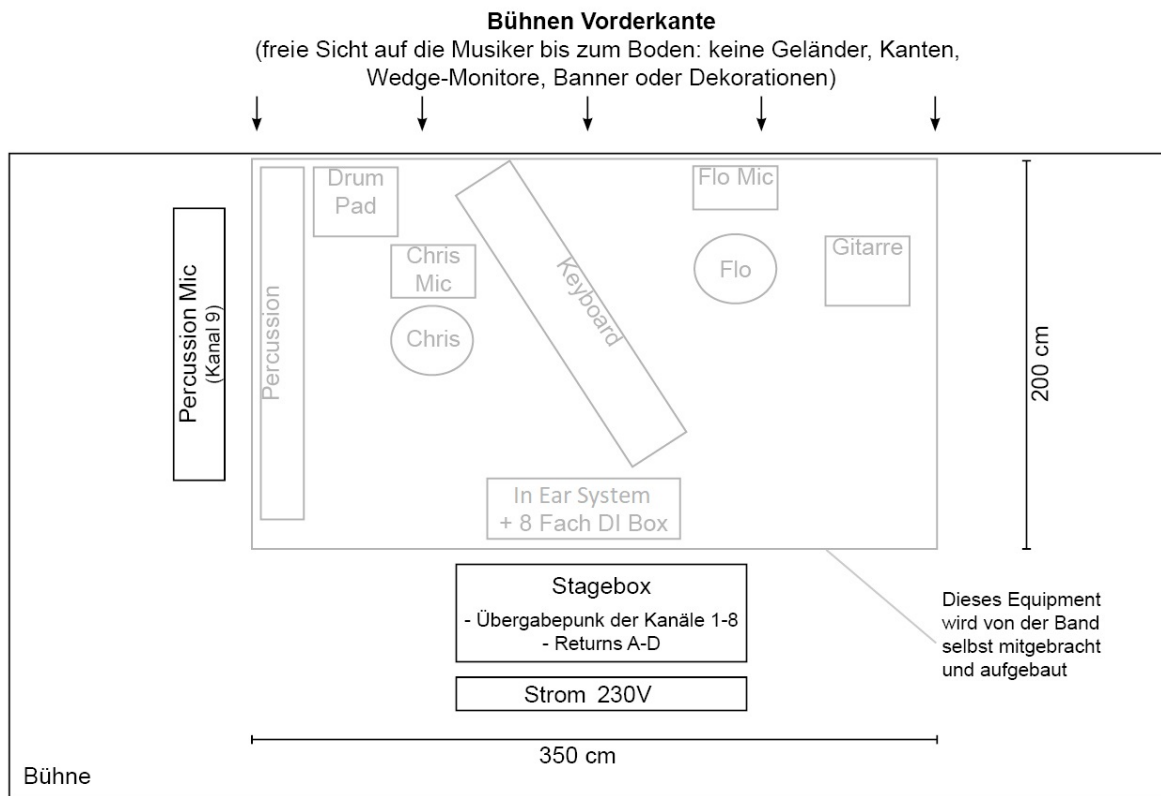 Bühnen Vorderkante
(freie Sicht auf die Musiker bis zum Boden: keine Geländer, Kanten,
Wedge-Monitore, Banner oder Dekorationen)
Percussion Mic
(Kanal 9)
Percussion
Drum
Pad
Chris
Mic
Chris
Keyboard
Flo Mic
Flo
Gitarre
200 cm
In Ear System
+ 8 Fach DI Box
Stagebox
- Übergabepunk der Kanäle 1-8
- Returns A-D
Strom 230V
Dieses Equipment
wird von der Band
selbst mitgebracht
und aufgebaut
350 cm
Bühne